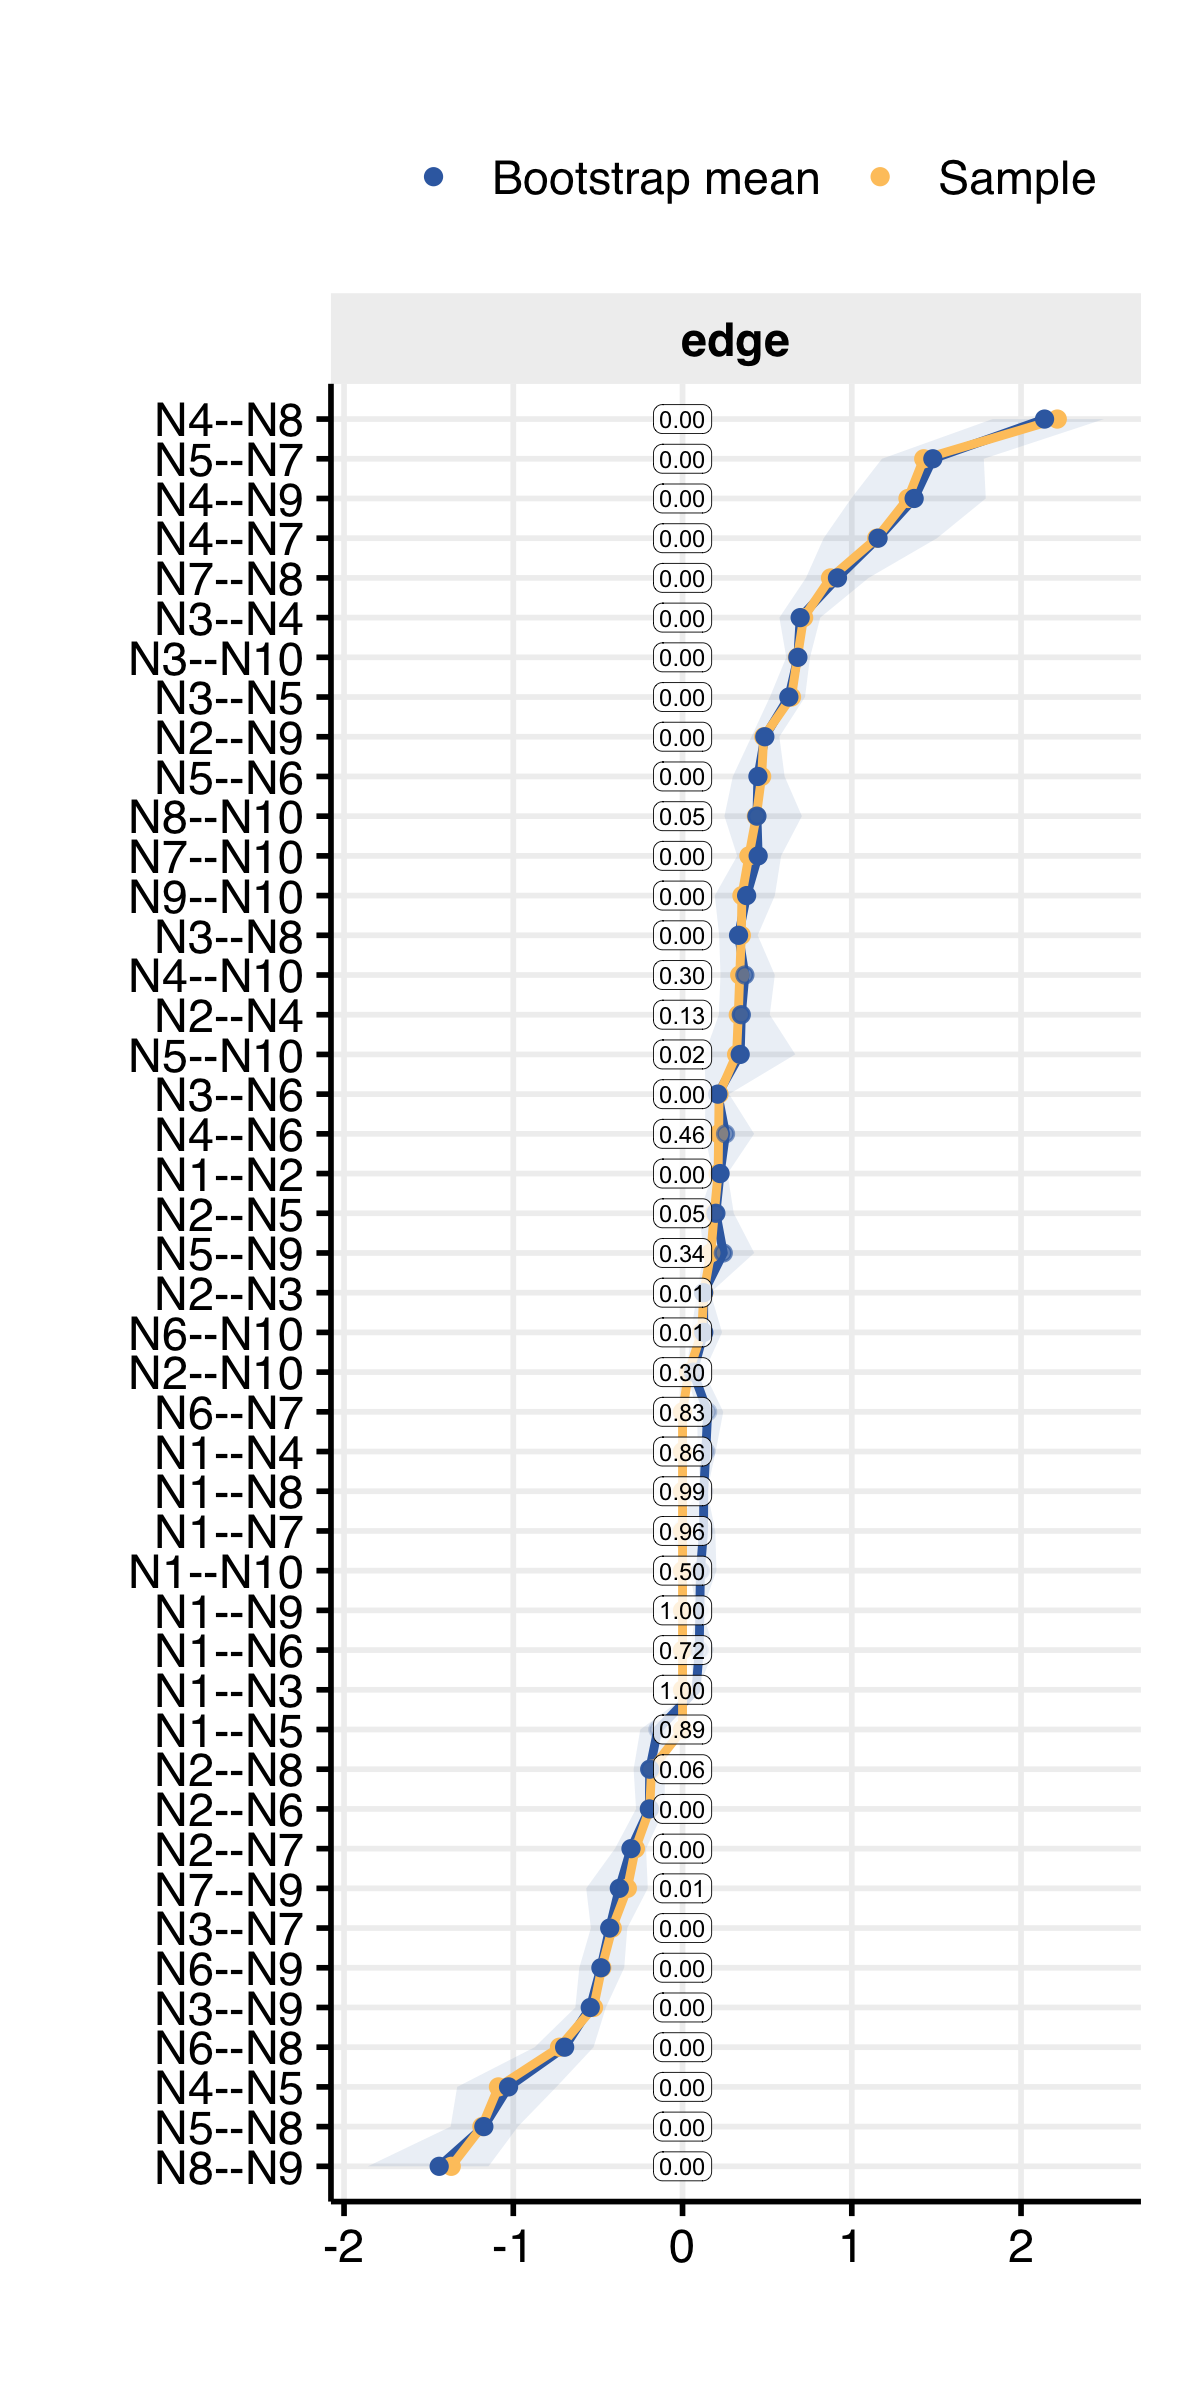 Bootstrap mean Sample
edge
N4--N8 0.00
N5--N7 0.00
N4--N9 0.00
N4--N7 0.00
N7--N8 0.00
N3--N4 0.00
N3--N10 0.00
N3--N5 0.00
N2--N9 0.00
N5--N6 0.00
N8--N10 0.05
N7--N10 0.00
N9--N10 0.00
N3--N8 0.00
N4--N10 0.30
N2--N4 0.13
N5--N10 0.02
N3--N6 0.00
N4--N6 0.46
N1--N2 0.00
N2--N5 0.05
N5--N9 0.34
N2--N3 0.01
N6--N10 0.01
N2--N10 0.30
N6--N7 0.83
N1--N4 0.86
N1--N8 0.99
N1--N7 0.96
N1--N10 0.50
N1--N9 1.00
N1--N6 0.72
N1--N3 1.00
N1--N5 0.89
N2--N8 0.06
N2--N6 0.00
N2--N7 0.00
N7--N9 0.01
N3--N7 0.00
N6--N9 0.00
N3--N9 0.00
N6--N8 0.00
N4--N5 0.00
N5--N8 0.00
N8--N9 0.00
-2 -1 0 1 2